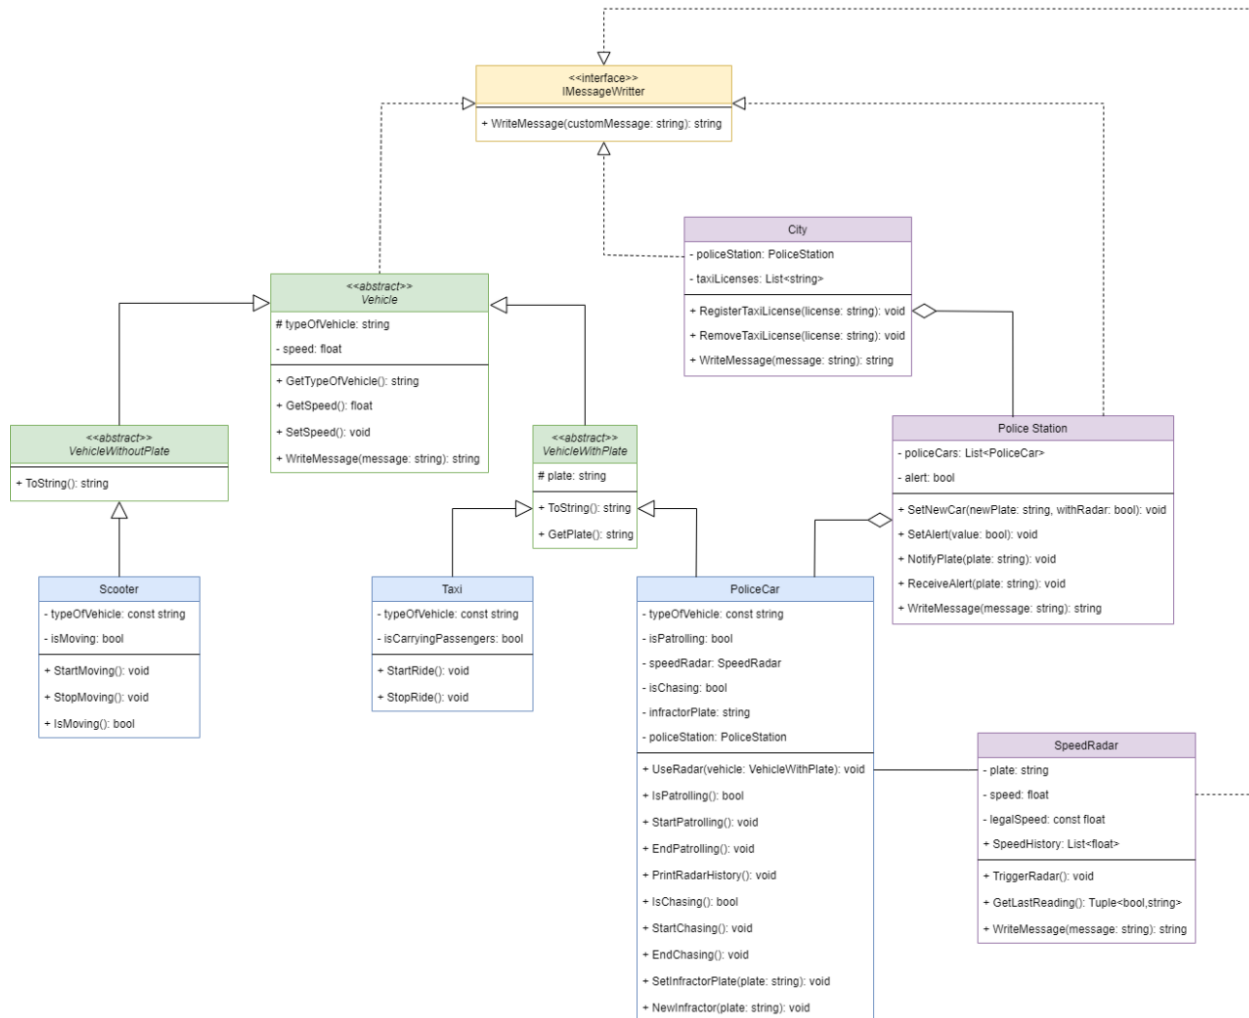 <<interface>>
IMessageWritter
+ WriteMessage(customMessage: string): string
City
- policeStation: PoliceStation
- taxiLicenses: List<string>
+ RegisterTaxiLicense(license: string): void
+ RemoveTaxiLicense(license: string): void
+ WriteMessage(message: string): string
<<abstract>>
Vehicle
# typeOfVehicle: string
- speed: float
+ GetTypeOfVehicle(): string
+ GetSpeed(): float
+ SetSpeed(): void
+ WriteMessage(message: string): string
<<abstract>>
VehicleWithoutPlate
+ ToString(): string
<<abstract>>
VehicleWithPlate
# plate: string
+ ToString(): string
+ GetPlate(): string
Police Station
- policeCars: List<PoliceCar>
- alert: bool
+ SetNewCar(newPlate: string, withRadar: bool): void
+ SetAlert(value: bool): void
+ NotifyPlate(plate: string): void
+ ReceiveAlert(plate: string): void
+ WriteMessage(message: string): string
Scooter
- typeOfVehicle: const string
- isMoving: bool
+ StartMoving(): void
+ StopMoving(): void
+ IsMoving(): bool
Taxi
- typeOfVehicle: const string
- isCarryingPassengers: bool
+ StartRide(): void
+ StopRide(): void
PoliceCar
- typeOfVehicle: const string
- isPatrolling: bool
- speedRadar: SpeedRadar
- isChasing: bool
- infractorPlate: string
- policeStation: PoliceStation
+ UseRadar(vehicle: VehicleWithPlate): void
+ IsPatrolling(): bool
+ StartPatrolling(): void
+ EndPatrolling(): void
+ PrintRadarHistory(): void
+ IsChasing(): bool
+ StartChasing(): void
+ EndChasing(): void
+ SetInfractorPlate(plate: string): void
+ NewInfractor(plate: string): void
SpeedRadar
- plate: string
- speed: float
- legalSpeed: const float
+ SpeedHistory: List<float>
+ TriggerRadar(): void
+ GetLastReading(): Tuple<bool,string>
+ WriteMessage(message: string): string